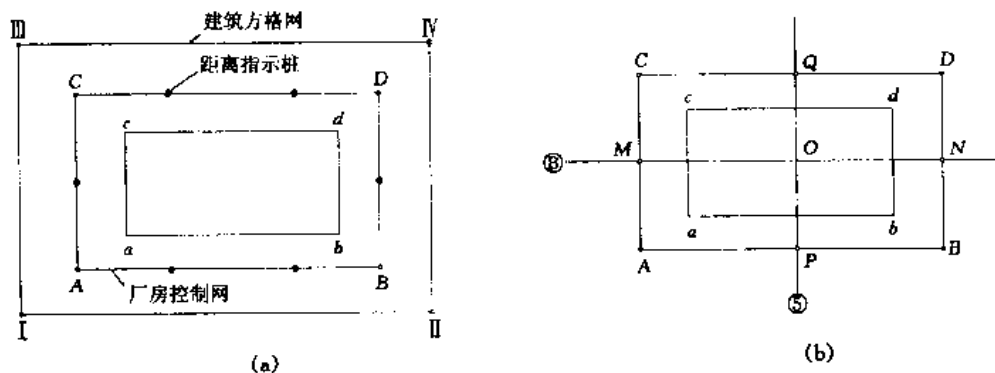 Ⅲ 建筑方格网 Ⅳ
距离指示桩
C D
c d
a b
A B
厂房控制网
Ⅰ Ⅱ
(a)
C Q D
c d
Ⓑ M O N
a b
A P B
⑤
(b)